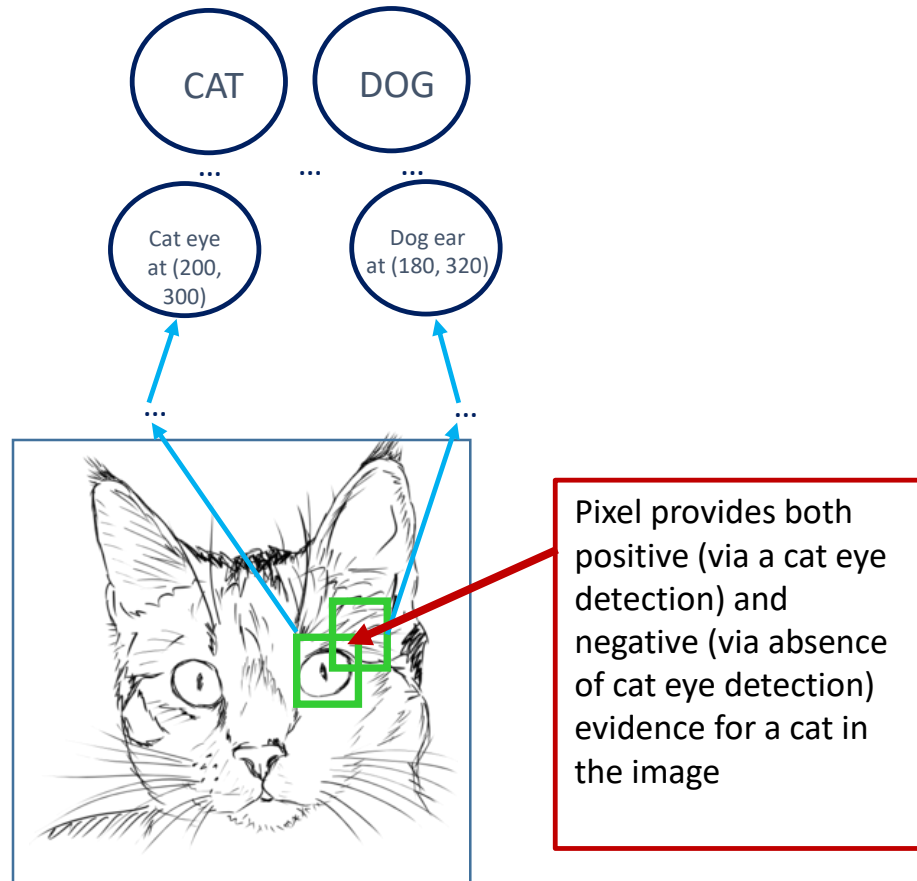 CAT DOG
... ... ...
Cat eye
at (200,
300)
Dog ear
at (180, 320)
... ...
Pixel provides both
positive (via a cat eye
detection) and
negative (via absence
of cat eye detection)
evidence for a cat in
the image